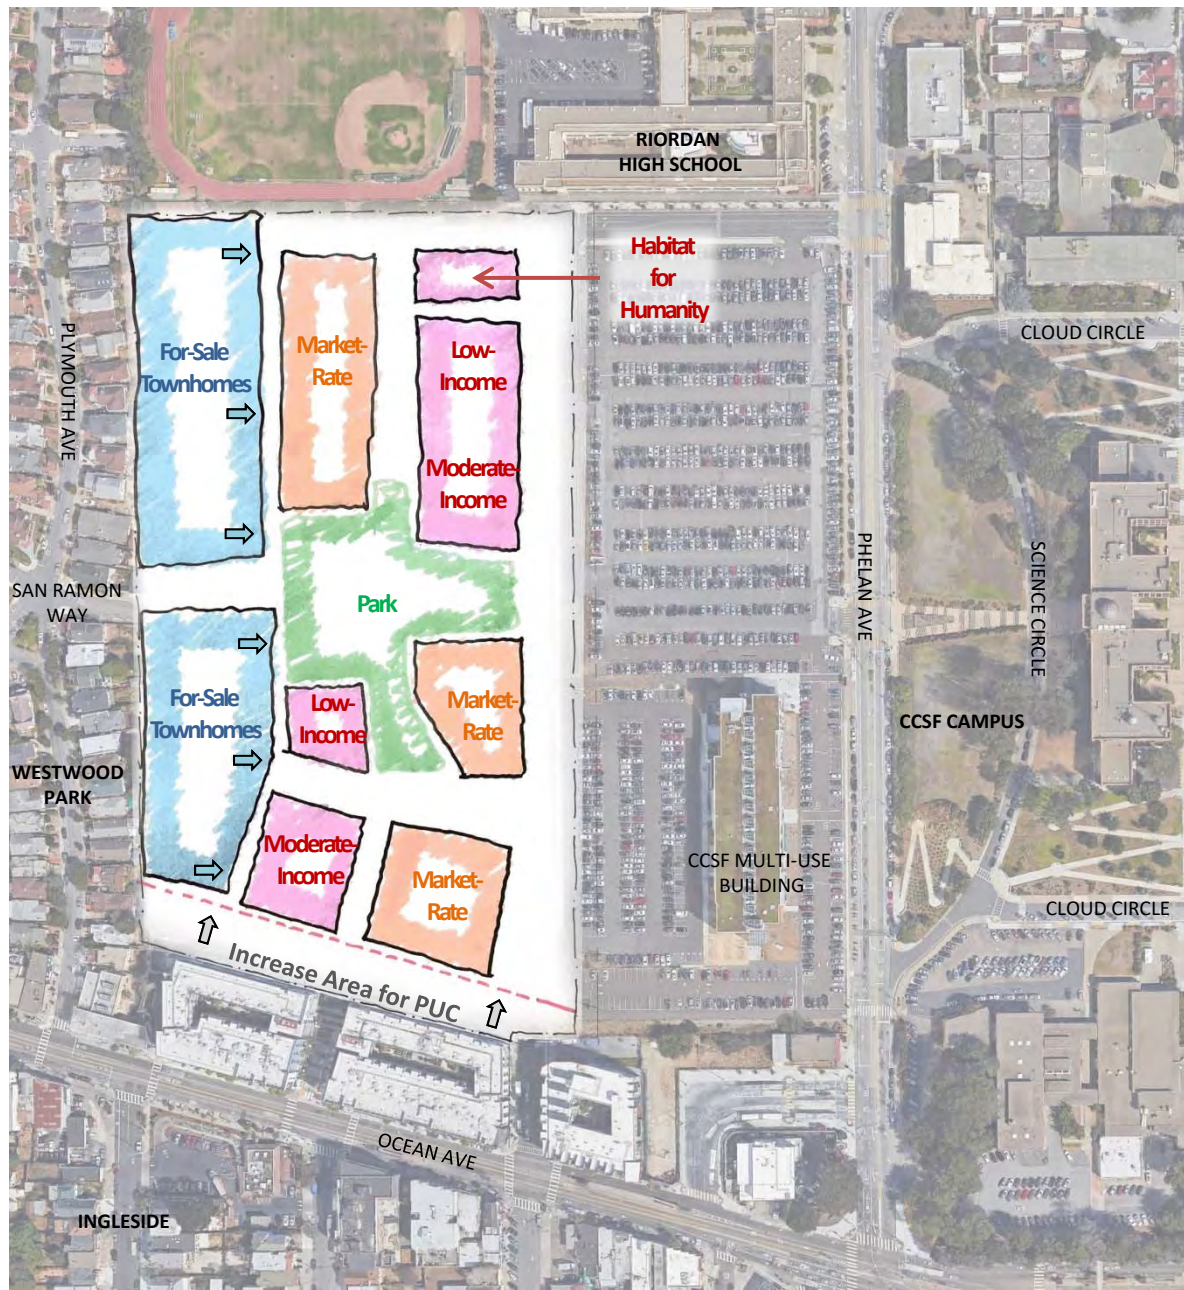 RIORDAN
HIGH SCHOOL
Habitat
for
Humanity
CLOUD CIRCLE
PLYMOUTH AVE
For-Sale
Townhomes
Market-
Rate
Low-
Income
Moderate-
Income
PHELAN AVE
SCIENCE CIRCLE
SAN RAMON
WAY
Park
For-Sale
Townhomes
Low-
Income
Market-
Rate
CCSF CAMPUS
WESTWOOD
PARK
Moderate-
Income
Market-
Rate
CCSF MULTI-USE
BUILDING
CLOUD CIRCLE
Increase Area for PUC
OCEAN AVE
INGLESIDE